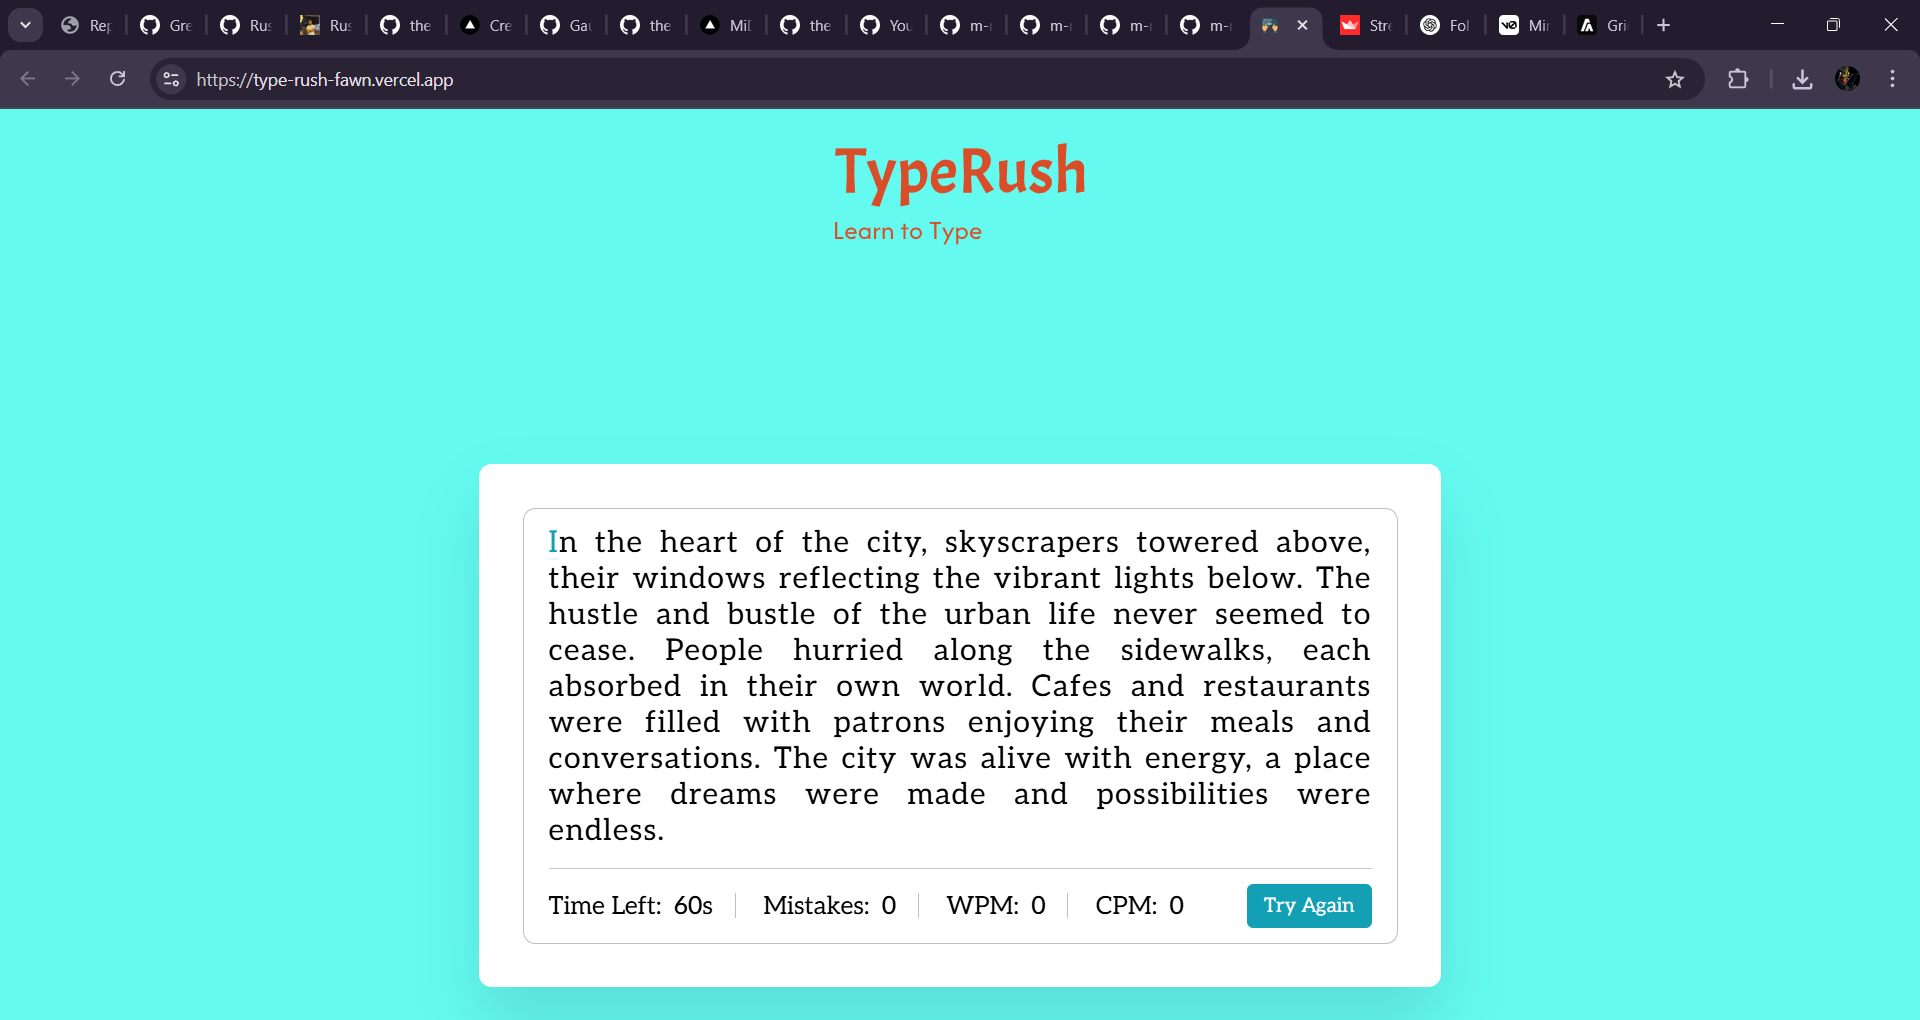 Rep
Gre
Rus
Rus
the
Cre
Gau
the
Mil
the
You
m-
m-
m-
m-
Stre
Fol
Min
Gri
https://type-rush-fawn.vercel.app
TypeRush
Learn to Type
In the heart of the city, skyscrapers towered above,
their windows reflecting the vibrant lights below. The
hustle and bustle of the urban life never seemed to
cease. People hurried along the sidewalks, each
absorbed in their own world. Cafes and restaurants
were filled with patrons enjoying their meals and
conversations. The city was alive with energy, a place
where dreams were made and possibilities were
endless.
Time Left: 60s
Mistakes: 0
WPM: 0
CPM: 0
Try Again